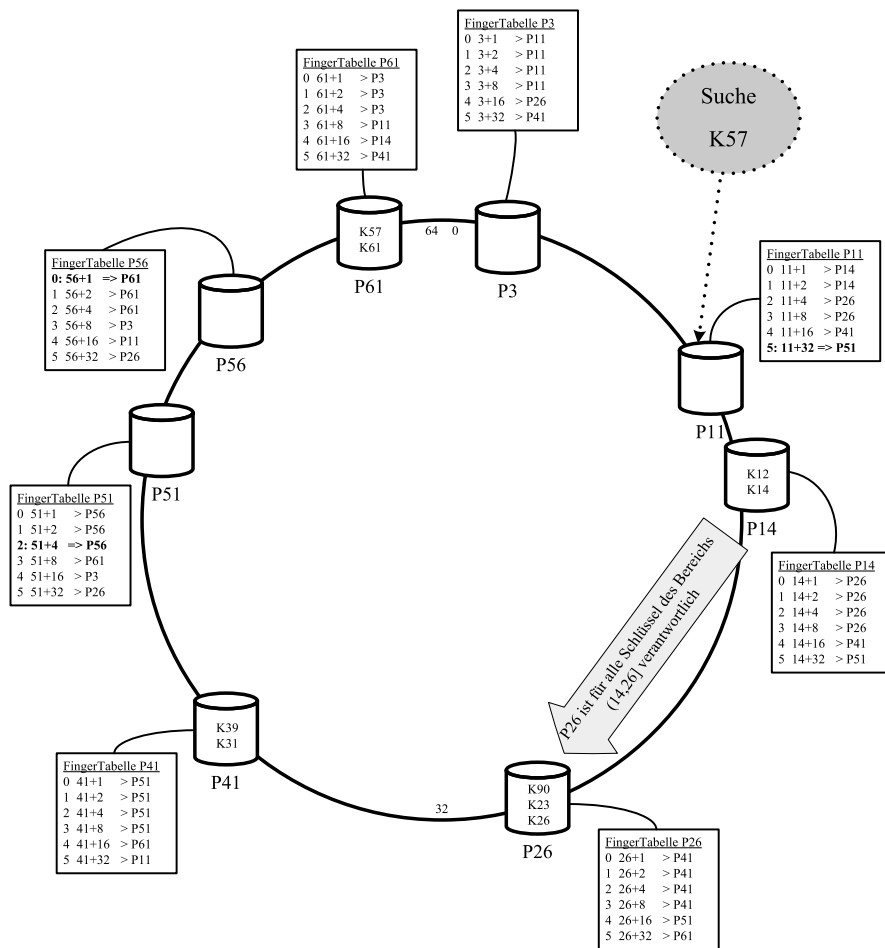 FingerTabelle P3
0 3+1 > P11
1 3+2 > P11
2 3+4 > P11
3 3+8 > P11
4 3+16 > P26
5 3+32 > P41
FingerTabelle P61
0 61+1 > P3
1 61+2 > P3
2 61+4 > P3
3 61+8 > P11
4 61+16 > P14
5 61+32 > P41
Suche
K57
K57
K61
P61
64 0
P3
FingerTabelle P56
0: 56+1 => P61
1 56+2 > P61
2 56+4 > P61
3 56+8 > P3
4 56+16 > P11
5 56+32 > P26
P56
FingerTabelle P11
0 11+1 > P14
1 11+2 > P14
2 11+4 > P26
3 11+8 > P26
4 11+16 > P41
5: 11+32 => P51
P11
P51
K12
K14
P14
FingerTabelle P51
0 51+1 > P56
1 51+2 > P56
2: 51+4 => P56
3 51+8 > P61
4 51+16 > P3
5 51+32 > P26
FingerTabelle P14
0 14+1 > P26
1 14+2 > P26
2 14+4 > P26
3 14+8 > P26
4 14+16 > P41
5 14+32 > P51
P26 ist für alle Schlüssel des Bereichs
(14,26] verantwortlich
K39
K31
P41
FingerTabelle P41
0 41+1 > P51
1 41+2 > P51
2 41+4 > P51
3 41+8 > P51
4 41+16 > P61
5 41+32 > P11
32
K90
K23
K26
P26
FingerTabelle P26
0 26+1 > P41
1 26+2 > P41
2 26+4 > P41
3 26+8 > P41
4 26+16 > P51
5 26+32 > P61